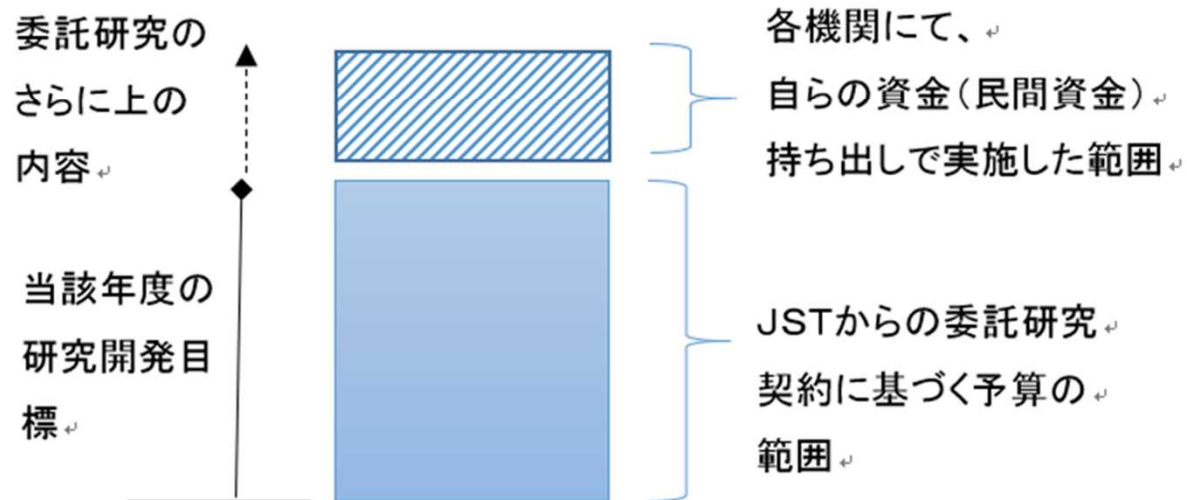 委託研究の
さらに上の
内容
各機関にて、
自らの資金（民間資金）
持ち出しで実施した範囲
当該年度の
研究開発目
標
JSTからの委託研究
契約に基づく予算の
範囲